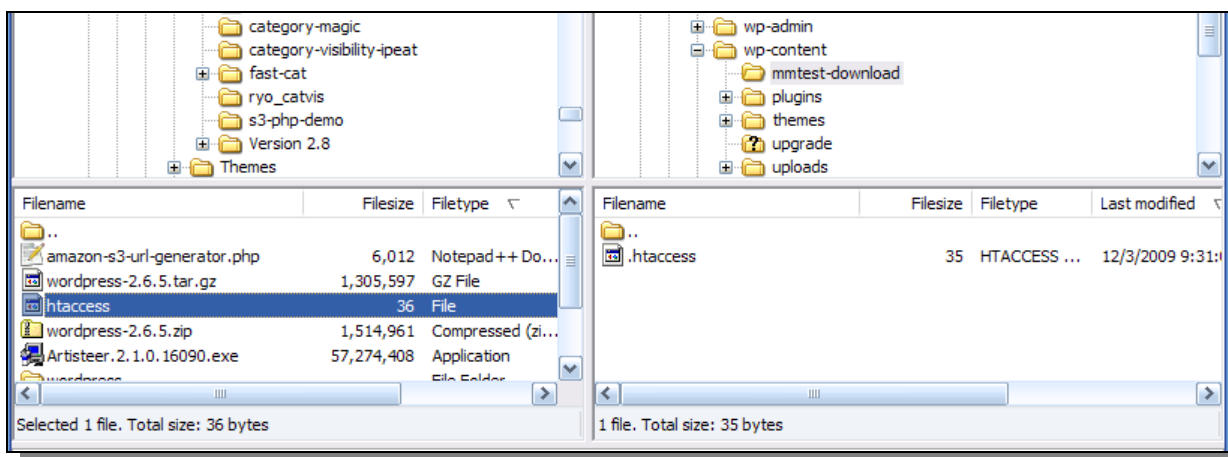 category-magic
category-visibility-ipeat
fast-cat
ryo_catvis
s3-php-demo
Version 2.8
Themes
wp-admin
wp-content
mmtest-download
plugins
themes
upgrade
uploads
Filename Filesize Filetype
..
amazon-s3-url-generator.php 6,012 Notepad++ Do...
wordpress-2.6.5.tar.gz 1,305,597 GZ File
htaccess 36 File
wordpress-2.6.5.zip 1,514,961 Compressed (zi...
Artisteer.2.1.0.16090.exe 57,274,408 Application
wordpress File Folder
Selected 1 file. Total size: 36 bytes
Filename Filesize Filetype Last modified
..
.htaccess 35 HTACCESS ... 12/3/2009 9:31:
1 file. Total size: 35 bytes